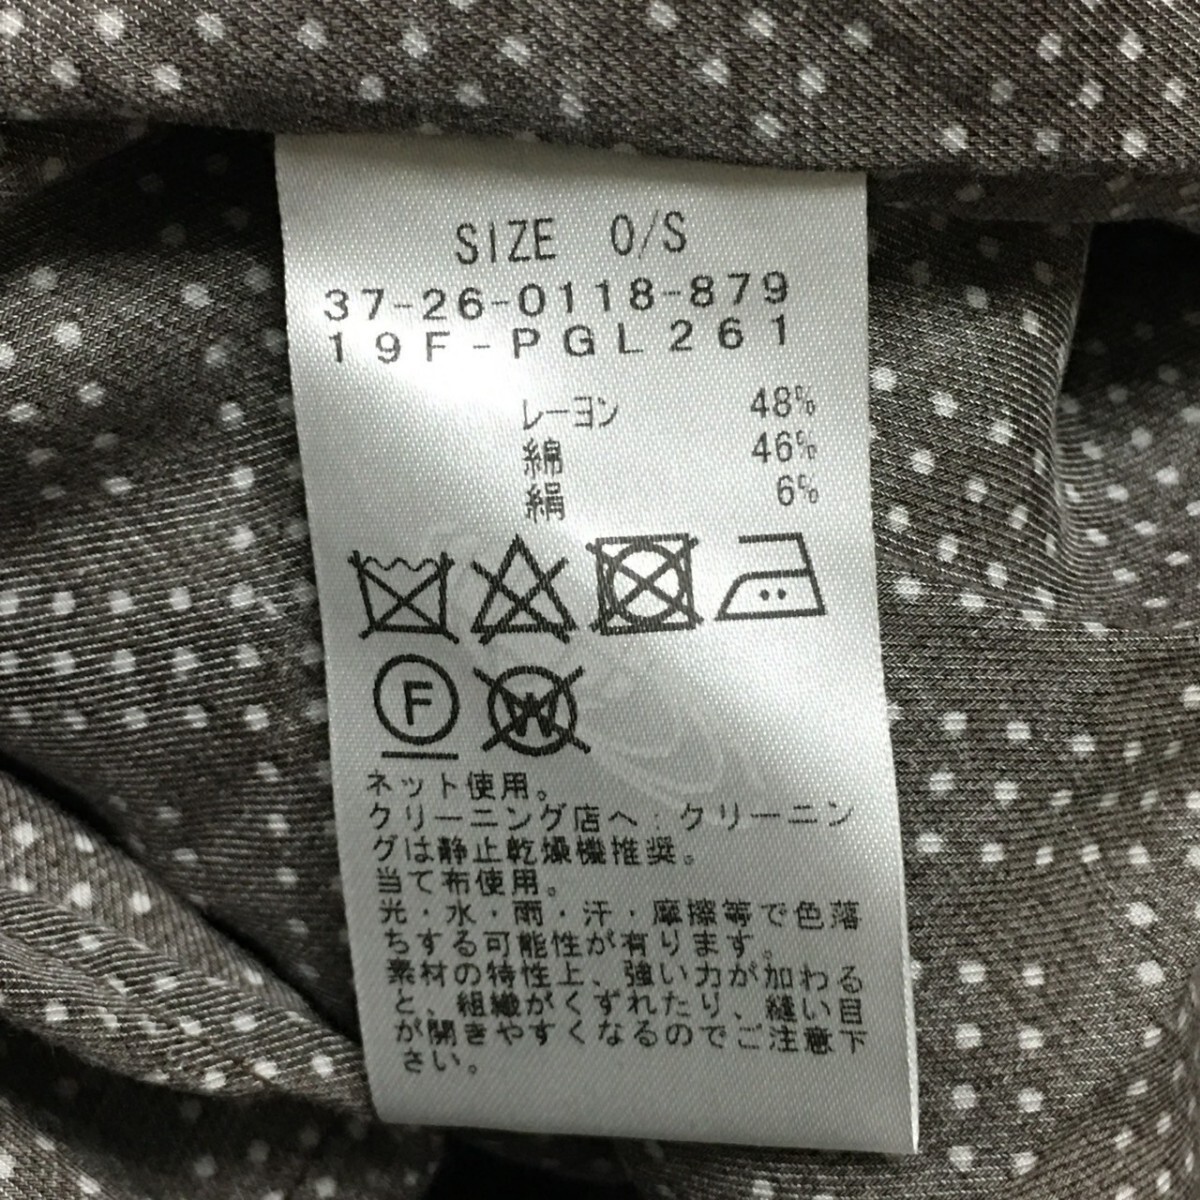 SIZE 0/S
37-26-0118-879
19F-PGL261
レーヨン 48%
綿 46%
絹 6%
F W
ネット使用。
クリーニング店へ:クリーニン
グは静止乾燥機推奨。
当て布使用。
光・水・雨・汗・摩擦等で色落
ちする可能性が有ります。
素材の特性上、強い力が加わる
と、組織がくずれたり、縫い目
が開きやすくなるのでご注意下
さい。